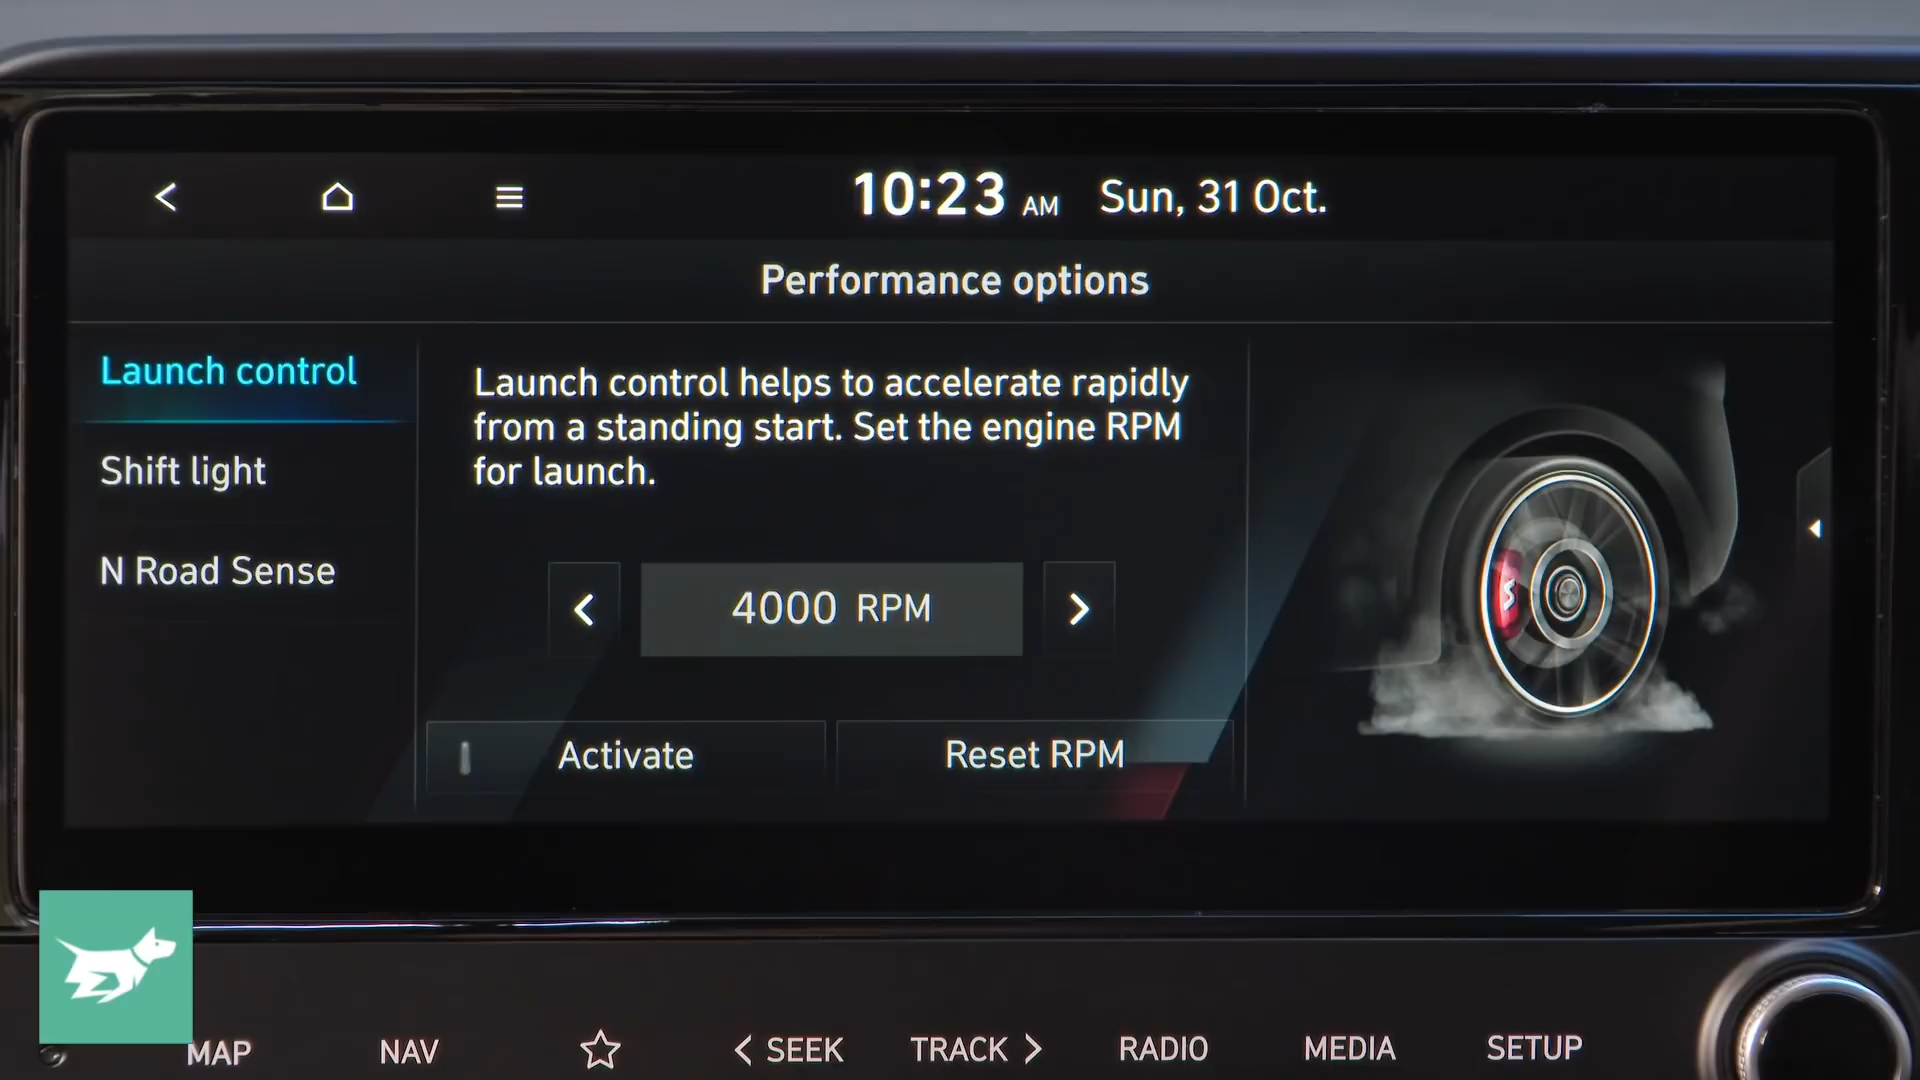 10:23 AM Sun, 31 Oct.
Performance options
Launch control
Shift light
N Road Sense
Launch control helps to accelerate rapidly
from a standing start. Set the engine RPM
for launch.
4000 RPM
Activate
Reset RPM
MAP NAV SEEK TRACK RADIO MEDIA SETUP